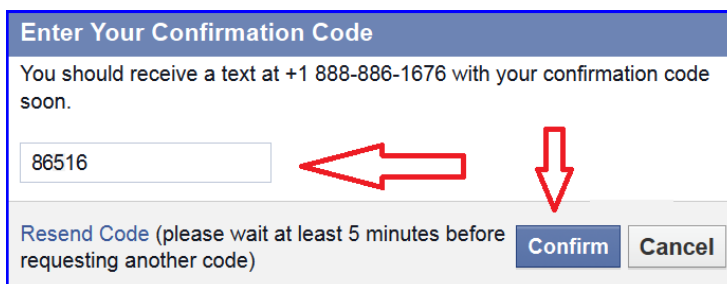 Enter Your Confirmation Code
You should receive a text at +1 888-886-1676 with your confirmation code
soon.
86516
Resend Code (please wait at least 5 minutes before
requesting another code)
Confirm
Cancel